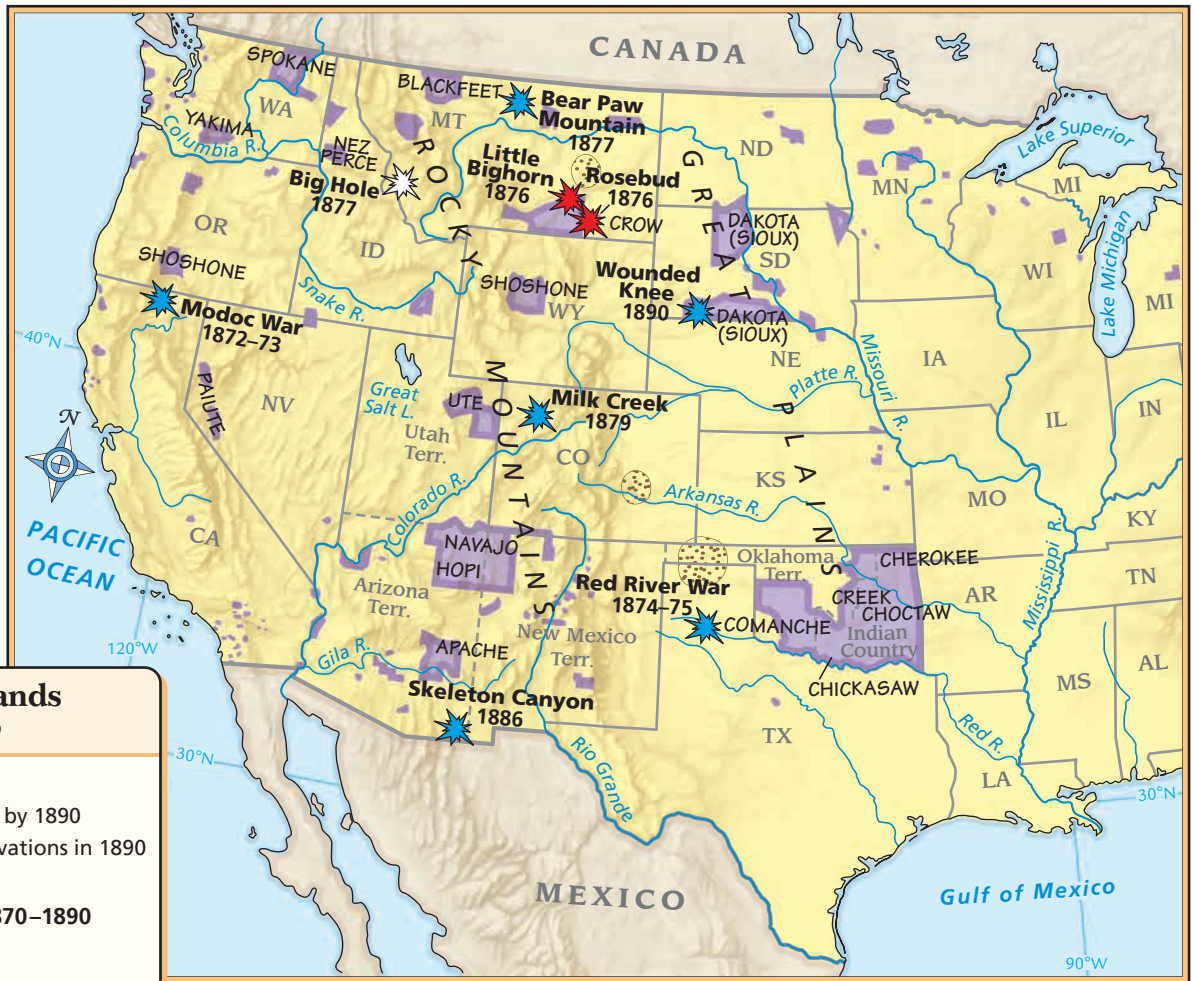 CANADA
SPOKANE
BLACKFEET
Bear Paw
Mountain
1877
WA
MT
ND
Lake Superior
YAKIMA
Columbia R.
NEZ
PERCE
Little
Bighorn
1876
Rosebud
1876
MN
MI
Big Hole
1877
CROW
DAKOTA
(SIOUX)
SD
OR
ID
WI
Lake Michigan
MI
SHOSHONE
Snake R.
SHOSHONE
WY
Wounded
Knee
1890
DAKOTA
(SIOUX)
Modoc War
1872–73
40°N
NE
Missouri R.
IA
Platte R.
PAIUTE
NV
Great
Salt L.
UTE
Utah
Terr.
Milk Creek
1879
IL
IN
N
CO
KS
MO
Colorado R.
Arkansas R.
KY
CA
PACIFIC
OCEAN
NAVAJO
HOPI
ROCKY MOUNTAINS
GREAT PLAINS
Oklahoma
Terr.
CHEROKEE
TN
Arizona
Terr.
Red River War
1874–75
CREEK
CHOCTAW
AR
Mississippi R.
COMANCHE
Indian
Country
120°W
New Mexico
Terr.
Gila R.
APACHE
CHICKASAW
MS
AL
Skeleton Canyon
1886
TX
Red R.
30°N
Rio Grande
LA
30°N
MEXICO
Gulf of Mexico
90°W
ands
by 1890
vations in 1890
70–1890